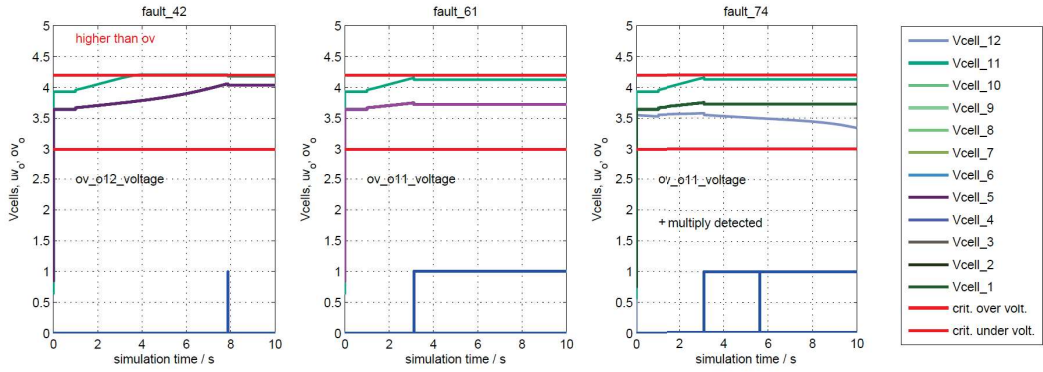 fault_42
fault_61
fault_74
5
4.5
4
3.5
3
2.5
2
1.5
1
0.5
0
Vcells, uv_o, ov_o
higher than ov
ov_o12_voltage
0 2 4 6 8 10
simulation time / s
5
4.5
4
3.5
3
2.5
2
1.5
1
0.5
0
Vcells, uv_o, ov_o
ov_o11_voltage
0 2 4 6 8 10
simulation time / s
5
4.5
4
3.5
3
2.5
2
1.5
1
0.5
0
Vcells, uv_o, ov_o
ov_o11_voltage
+ multiply detected
0 2 4 6 8 10
simulation time / s
Vcell_12
Vcell_11
Vcell_10
Vcell_9
Vcell_8
Vcell_7
Vcell_6
Vcell_5
Vcell_4
Vcell_3
Vcell_2
Vcell_1
crit. over volt.
crit. under volt.